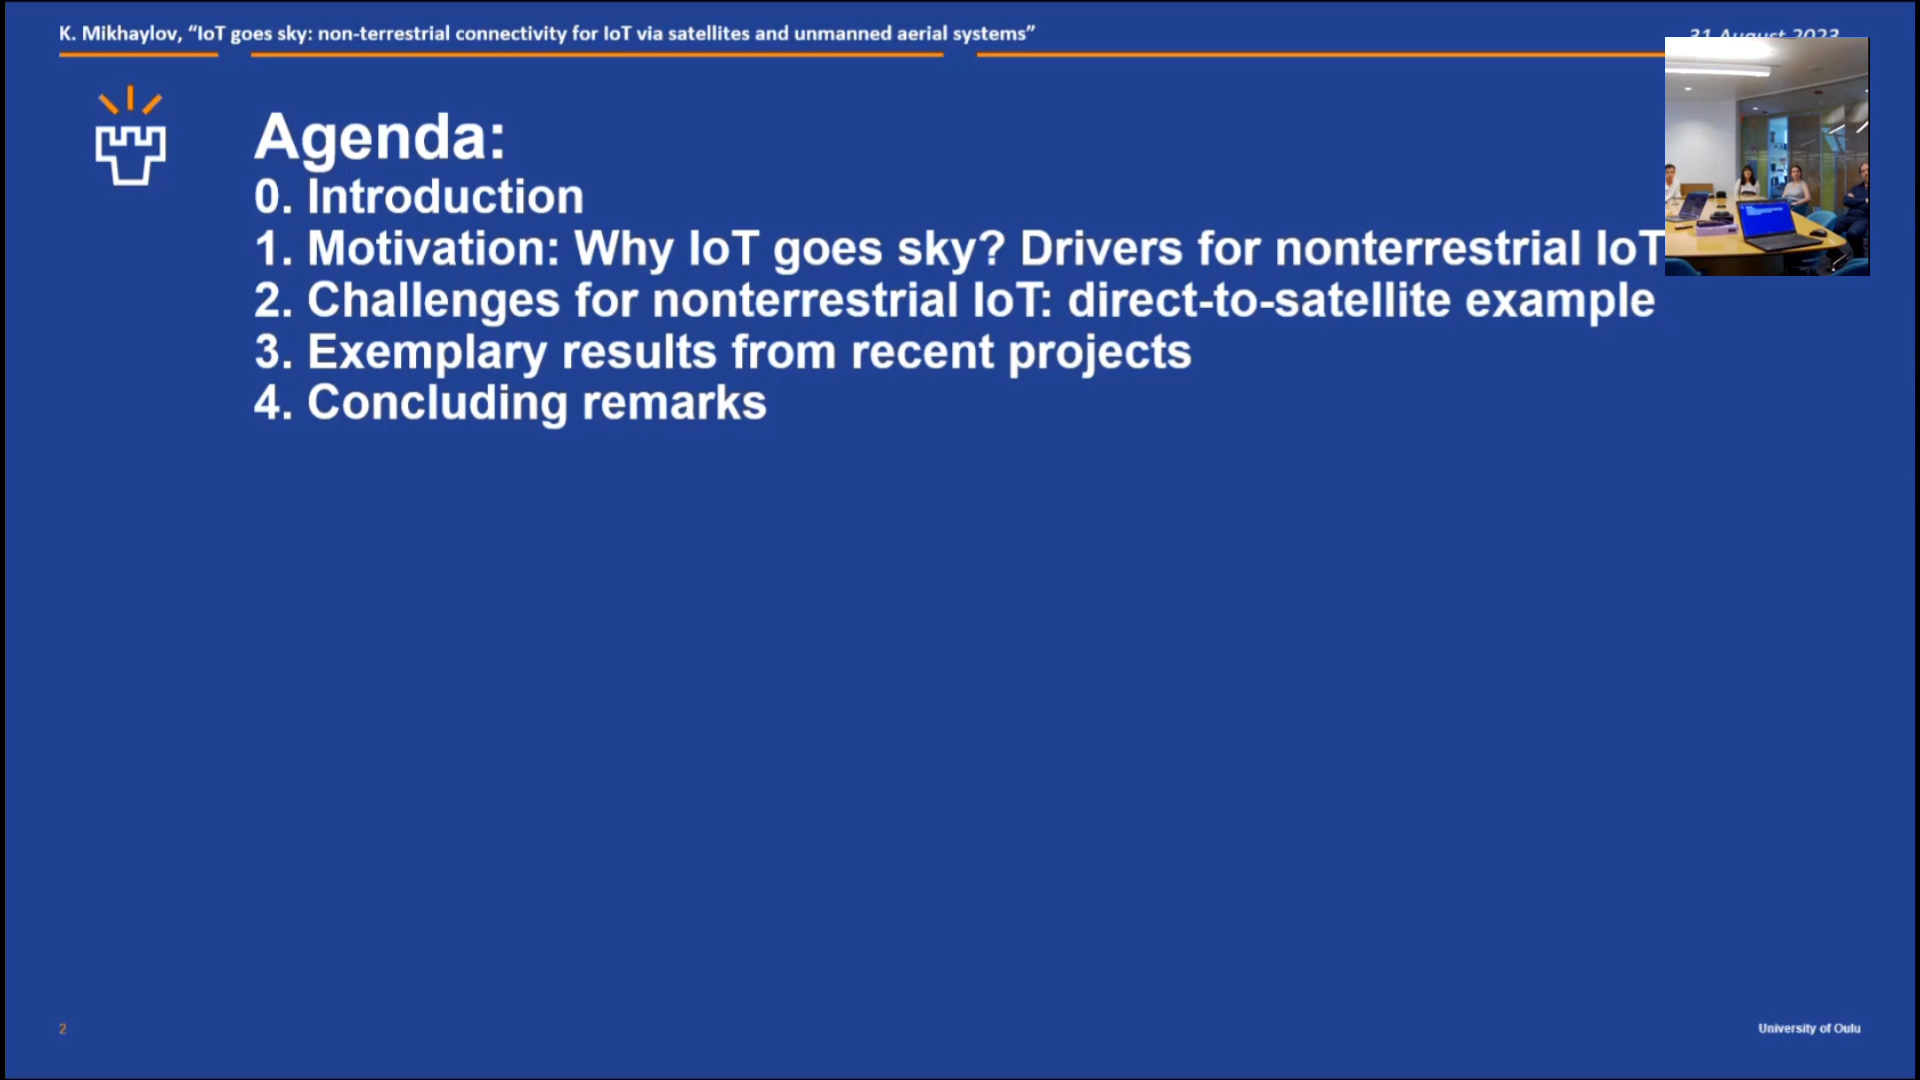 K. Mikhaylov, “IoT goes sky: non-terrestrial connectivity for IoT via satellites and unmanned aerial systems”
31 August 2023
Agenda:
0. Introduction
1. Motivation: Why IoT goes sky? Drivers for nonterrestrial IoT
2. Challenges for nonterrestrial IoT: direct-to-satellite example
3. Exemplary results from recent projects
4. Concluding remarks
2
University of Oulu